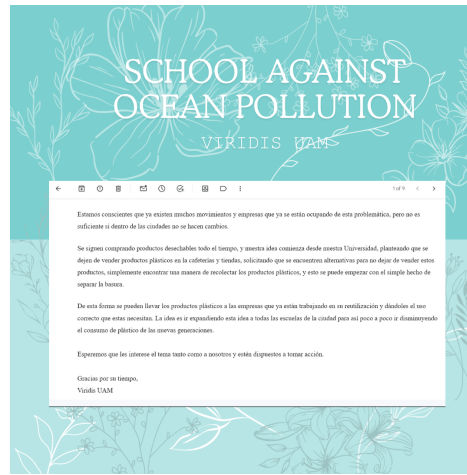 SCHOOL AGAINST
OCEAN POLLUTION
VIRIDIS UAM
1 of 9
Estamos conscientes que ya existen muchos movimientos y empresas que ya se están ocupando de esta problemática, pero no es
suficiente si dentro de las ciudades no se hacen cambios.
Se siguen comprando productos desechables todo el tiempo, y nuestra idea comienza desde nuestra Universidad, planteando que se
dejen de vender productos plásticos en la cafeterías y tiendas, solicitando que se encuentren alternativas para no dejar de vender estos
productos, simplemente encontrar una manera de recolectar los productos plásticos, y esto se puede empezar con el simple hecho de
separar la basura.
De esta forma se pueden llevar los productos plásticos a las empresas que ya están trabajando en su reutilización y dándoles el uso
correcto que estas necesitan. La idea es ir expandiendo esta idea a todas las escuelas de la ciudad para así poco a poco ir disminuyendo
el consumo de plástico de las nuevas generaciones.
Esperemos que les interese el tema tanto como a nosotros y estén dispuestos a tomar acción.
Gracias por su tiempo,
Viridis UAM